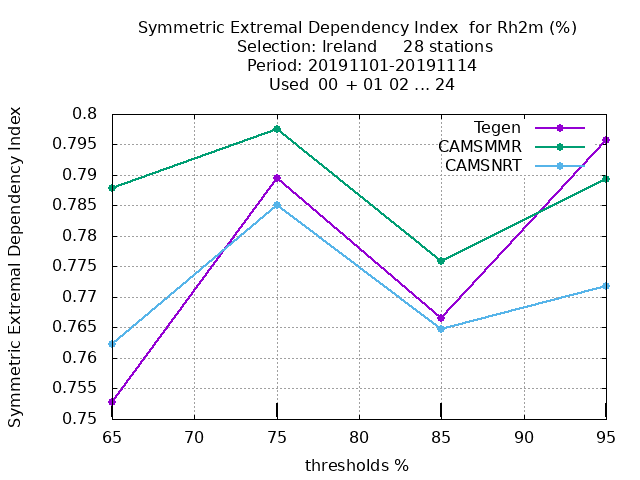 Symmetric Extremal Dependency Index for Rh2m (%)
Selection: Ireland 28 stations
Period: 20191101-20191114
Used 00 + 01 02 ... 24
Symmetric Extremal Dependency Index
0.8
0.795
0.79
0.785
0.78
0.775
0.77
0.765
0.76
0.755
0.75
Tegen
CAMSMMR
CAMSNRT
65 70 75 80 85 90 95
thresholds %